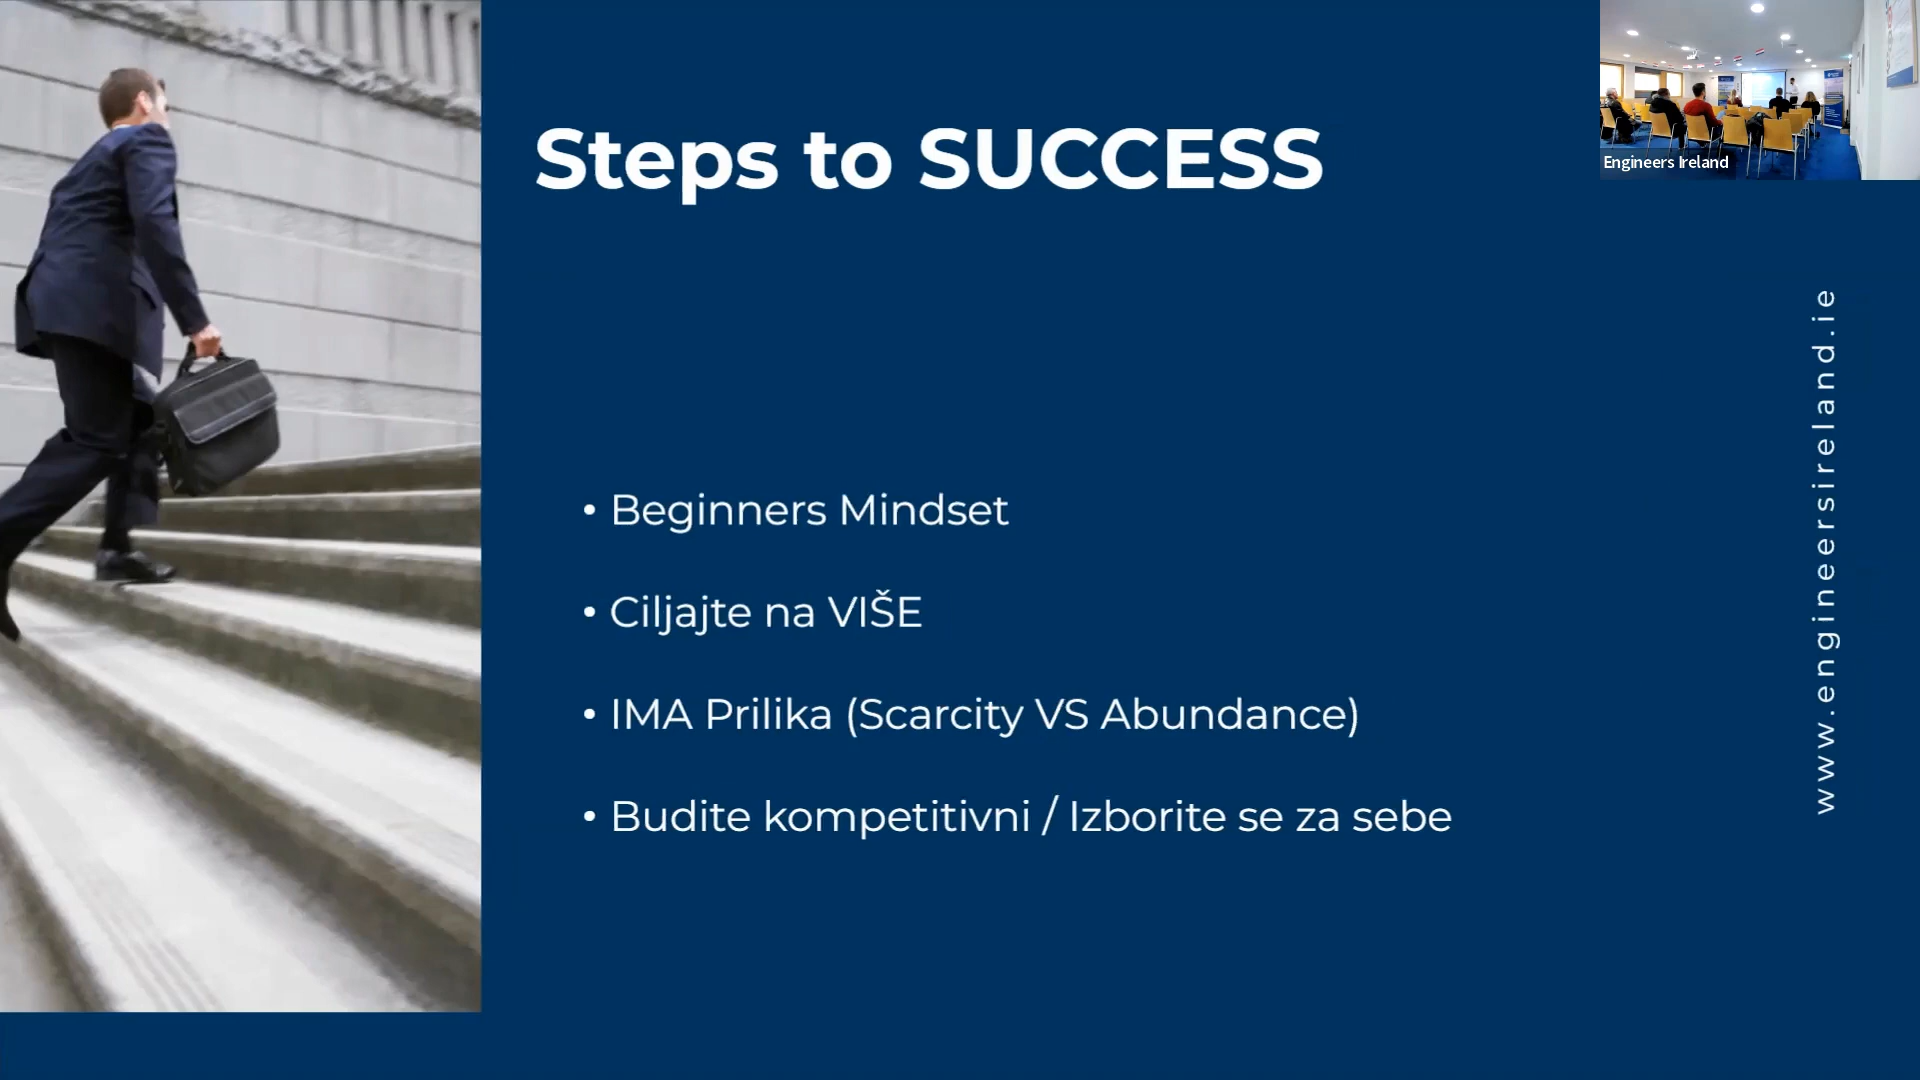 Steps to SUCCESS
Engineers Ireland
• Beginners Mindset
• Ciljajte na VIŠE
• IMA Prilika (Scarcity VS Abundance)
• Budite kompetitivni / Izborite se za sebe
www.engineersireland.ie